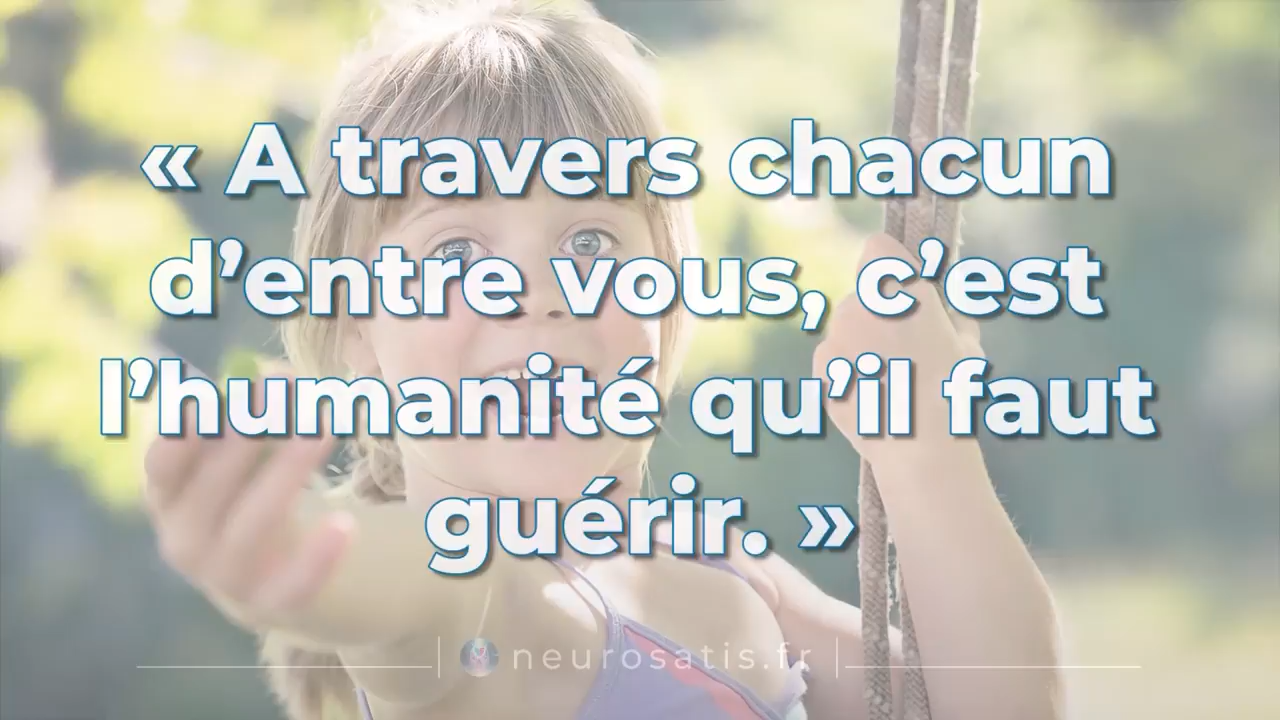 « A travers chacun
d’entre vous, c’est
l’humanité qu’il faut
guérir. »
neurosatis.fr